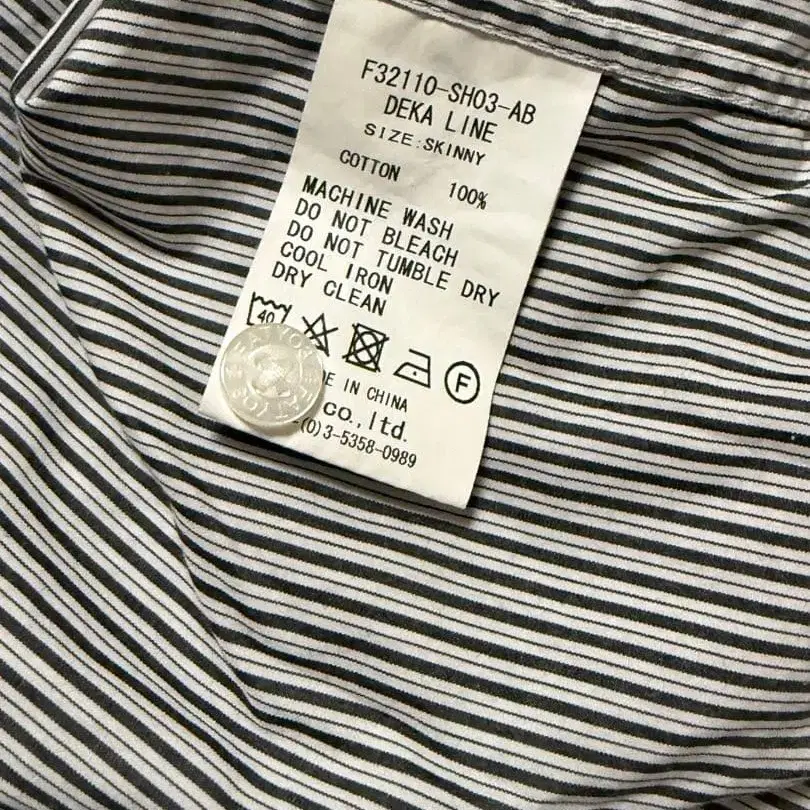 F32110-SH03-AB
DEKA LINE
SIZE:SKINNY
COTTON 100%
MACHINE WASH
DO NOT BLEACH
DO NOT TUMBLE DRY
COOL IRON
DRY CLEAN
40
F
IN CHINA
co.,ltd.
(0)3-5358-0989